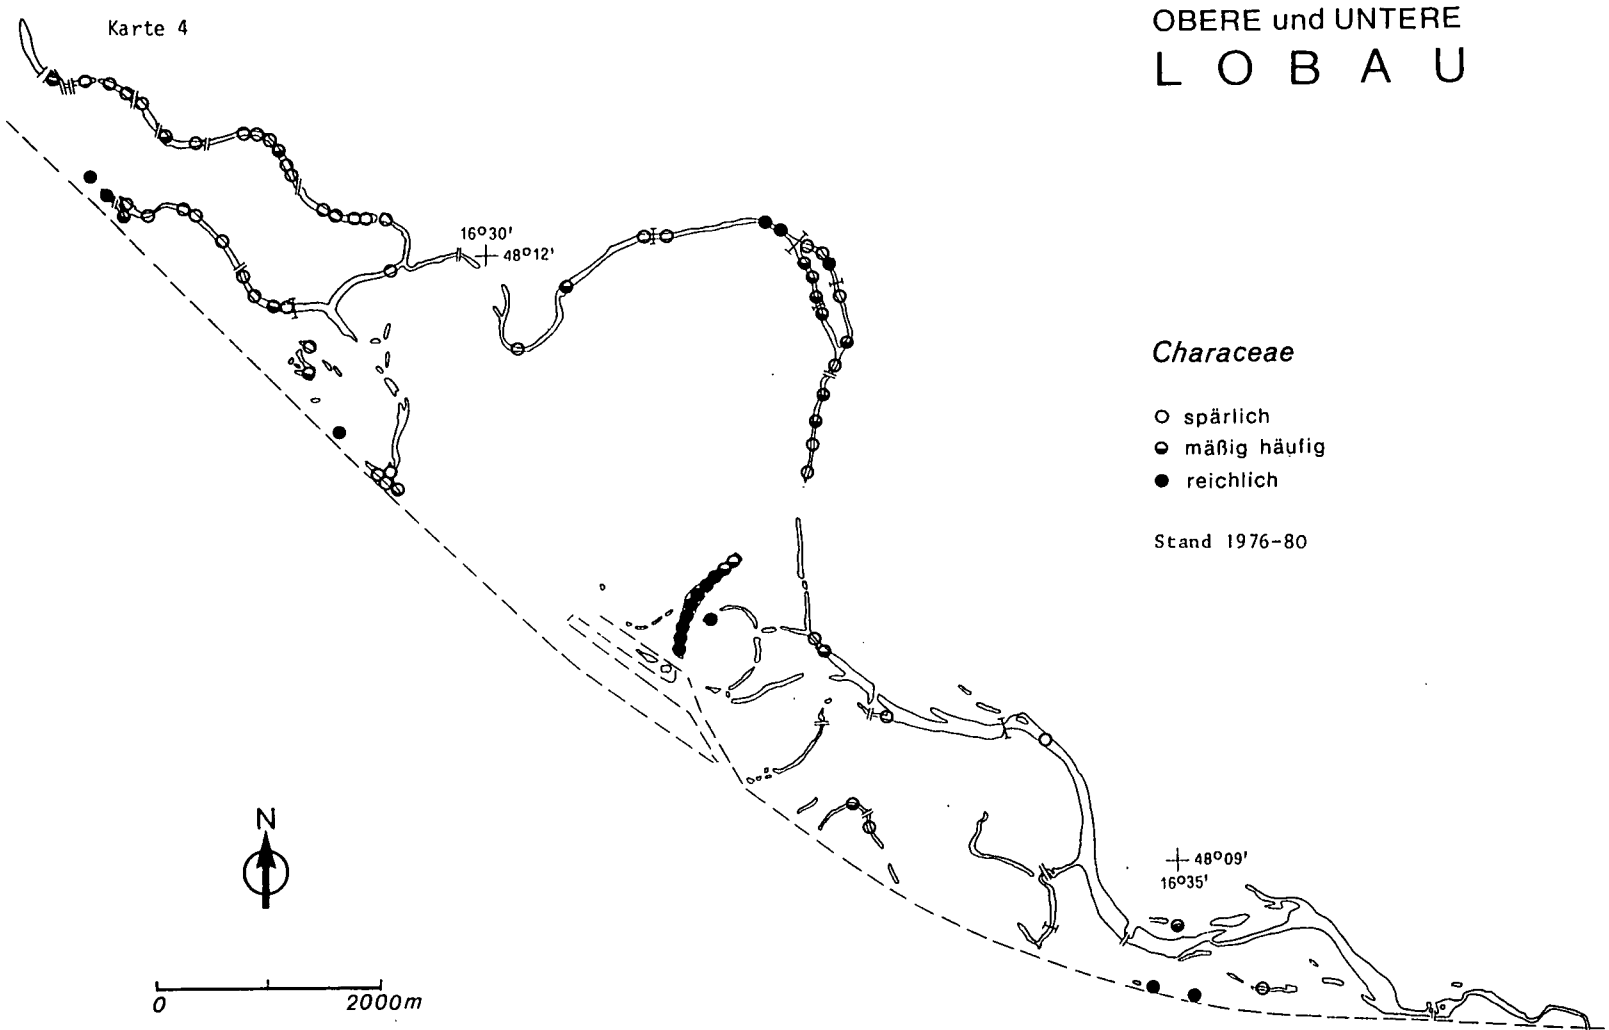 Karte 4
OBERE und UNTERE
LOBAU
16°30'
48°12'
Characeae
spärlich
mäßig häufig
reichlich
Stand 1976-80
N
48°09'
16°35'
0 2000m